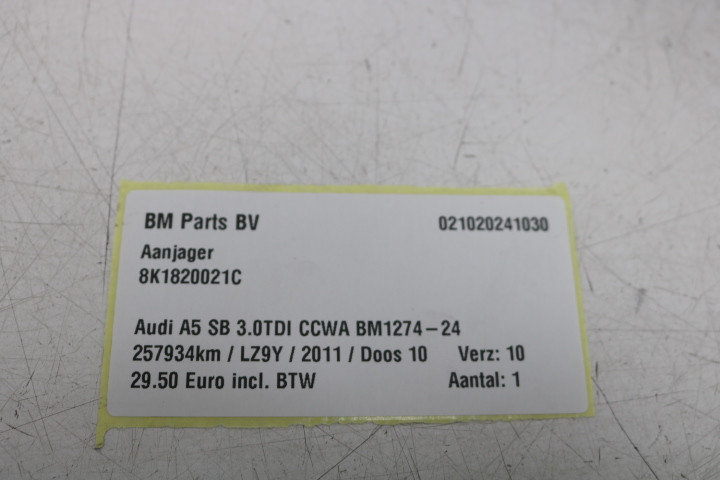 BM Parts BV 021020241030
Aanjager
8K1820021C
Audi A5 SB 3.0TDI CCWA BM1274-24
257934km / LZ9Y / 2011 / Doos 10 Verz: 10
29.50 Euro incl. BTW Aantal: 1